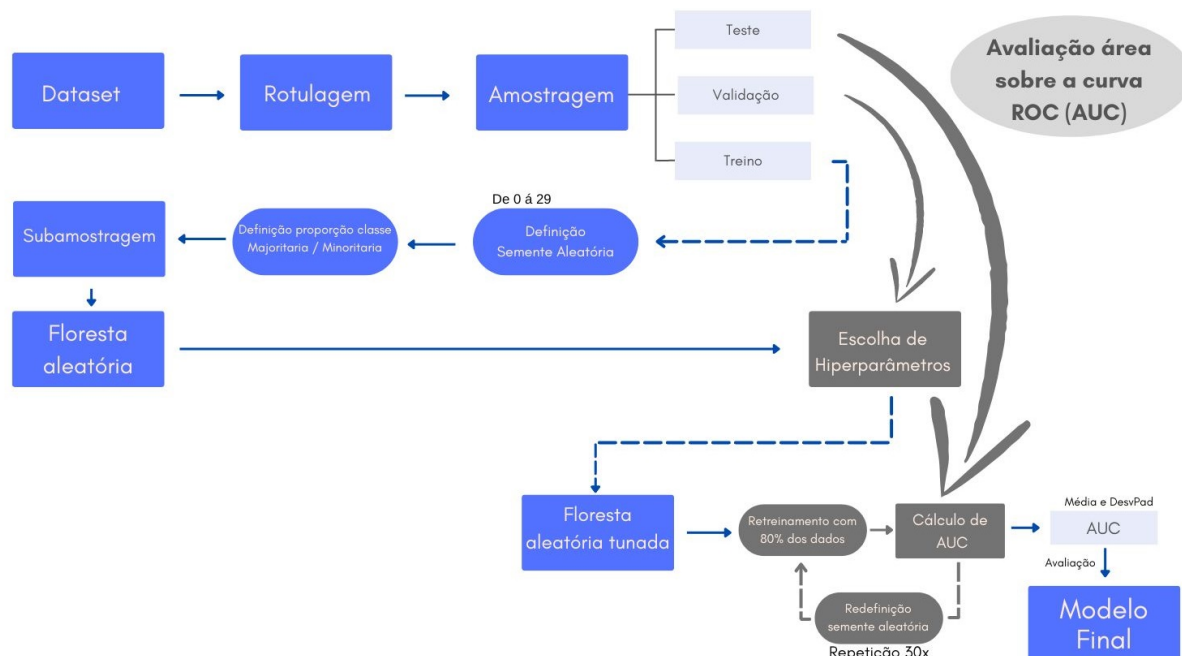 Teste
Avaliação área
sobre a curva
ROC (AUC)
Dataset
Rotulagem
Amostragem
Validação
Treino
De 0 á 29
Subamostragem
Definição proporção classe
Majoritaria / Minoritaria
Definição
Semente Aleatória
Floresta
aleatória
Escolha de
Hiperparâmetros
Floresta
aleatória tunada
Retreinamento com
80% dos dados
Cálculo de
AUC
Média e DesvPad
AUC
Avaliação
Redefinição
semente aleatória
Repetição 30x
Modelo
Final